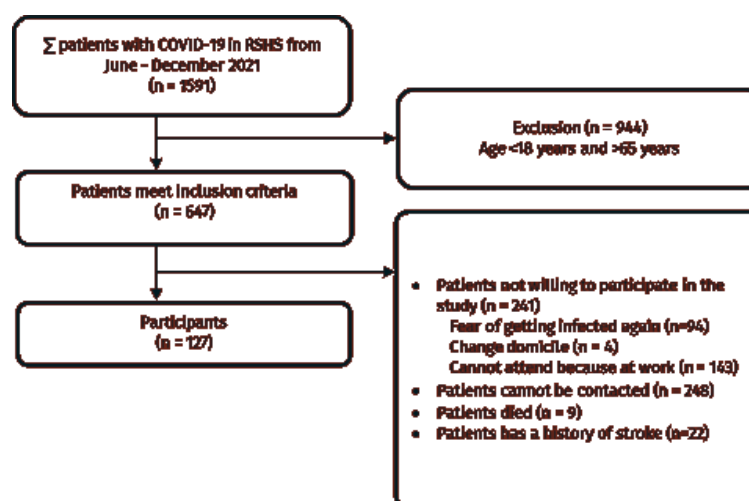 ∑ patients with COVID-19 in RSHS from
June – December 2021
(n = 1591)
Exclusion (n = 944)
Age <18 years and >65 years
Patients meet inclusion criteria
(n = 647)
• Patients not willing to participate in the
study (n = 241)
Fear of getting infected again (n=94)
Change domicile (n = 4)
Cannot attend because at work (n = 143)
• Patients cannot be contacted (n = 248)
• Patients died (n = 9)
• Patients has a history of stroke (n=22)
Participants
(n = 127)